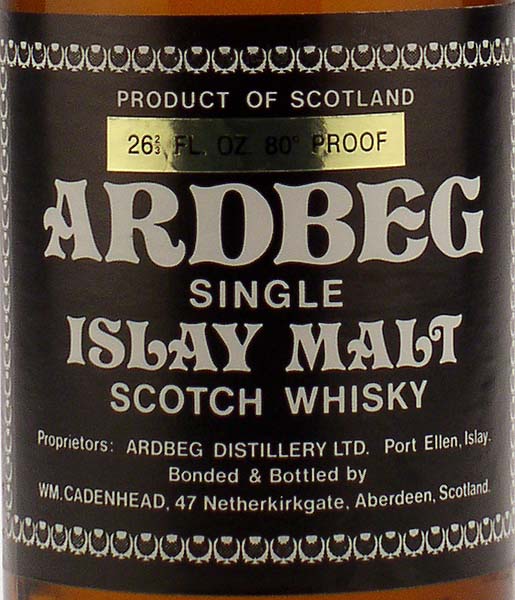 PRODUCT OF SCOTLAND
26⅔ FL. OZ. 80° PROOF
ARDBEG
SINGLE
ISLAY MALT
SCOTCH WHISKY
Proprietors: ARDBEG DISTILLERY LTD. Port Ellen, Islay.
Bonded & Bottled by
WM. CADENHEAD, 47 Netherkirkgate, Aberdeen, Scotland.